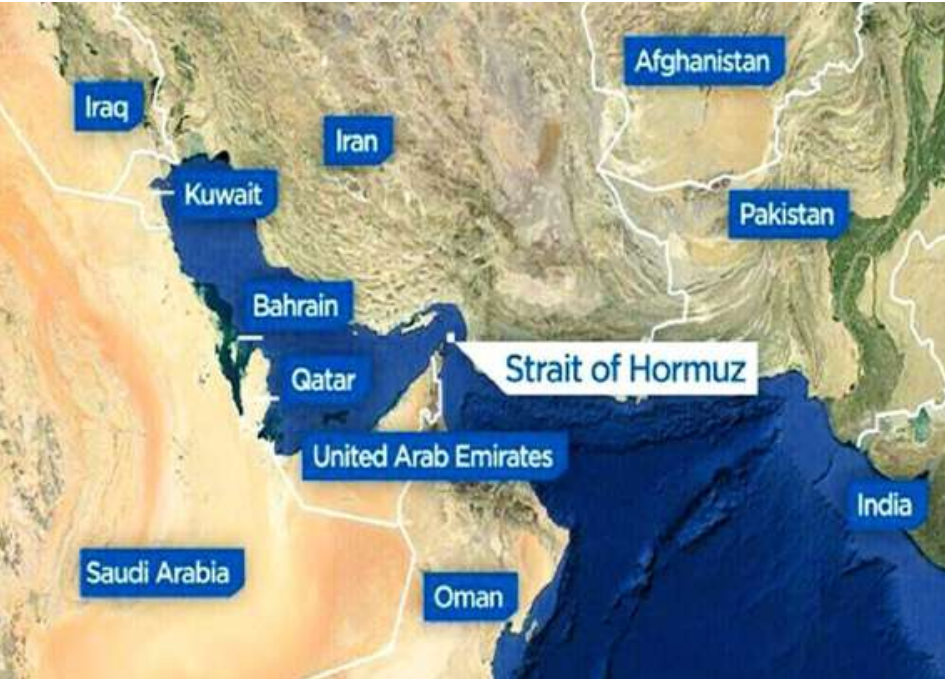 Afghanistan
Iraq
Iran
Kuwait
Pakistan
Bahrain
Strait of Hormuz
Qatar
United Arab Emirates
India
Saudi Arabia
Oman